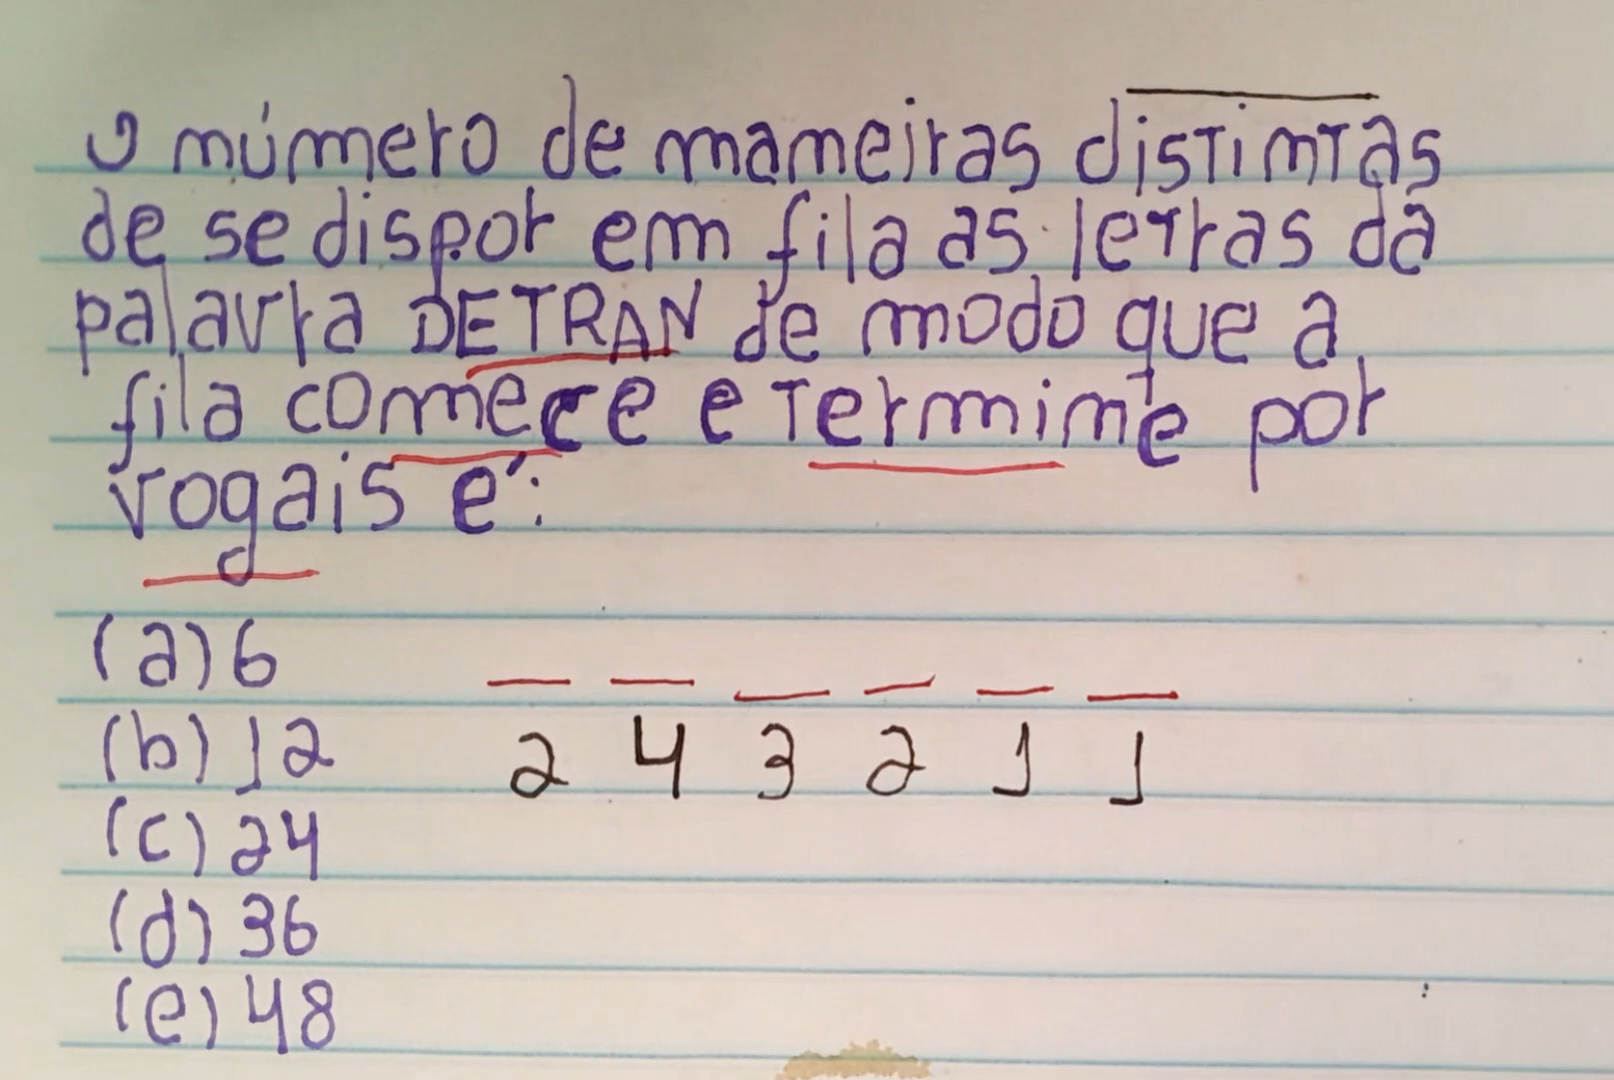 O número de maneiras distintas
de se dispor em fila as letras da
palavra DETRAN de modo que a
fila comece e termine por
vogais é:
(a) 6
(b) 12
(c) 24
(d) 36
(e) 48
2 4 3 2 1 1